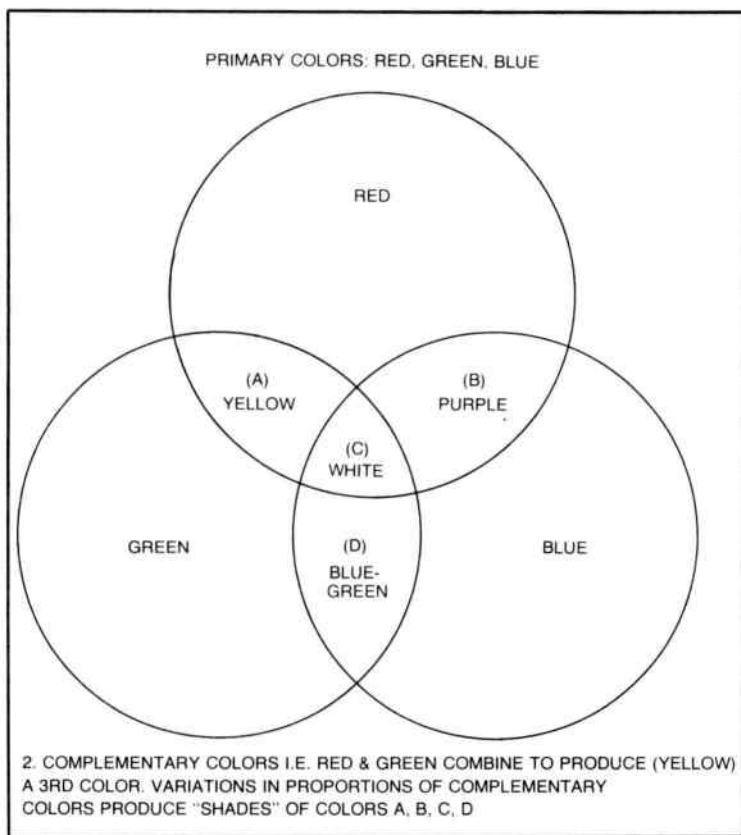 PRIMARY COLORS: RED, GREEN, BLUE
RED
(A)
YELLOW
(B)
PURPLE
(C)
WHITE
GREEN
(D)
BLUE-
GREEN
BLUE
2. COMPLEMENTARY COLORS I.E. RED & GREEN COMBINE TO PRODUCE (YELLOW)
A 3RD COLOR. VARIATIONS IN PROPORTIONS OF COMPLEMENTARY
COLORS PRODUCE "SHADES" OF COLORS A, B, C, D